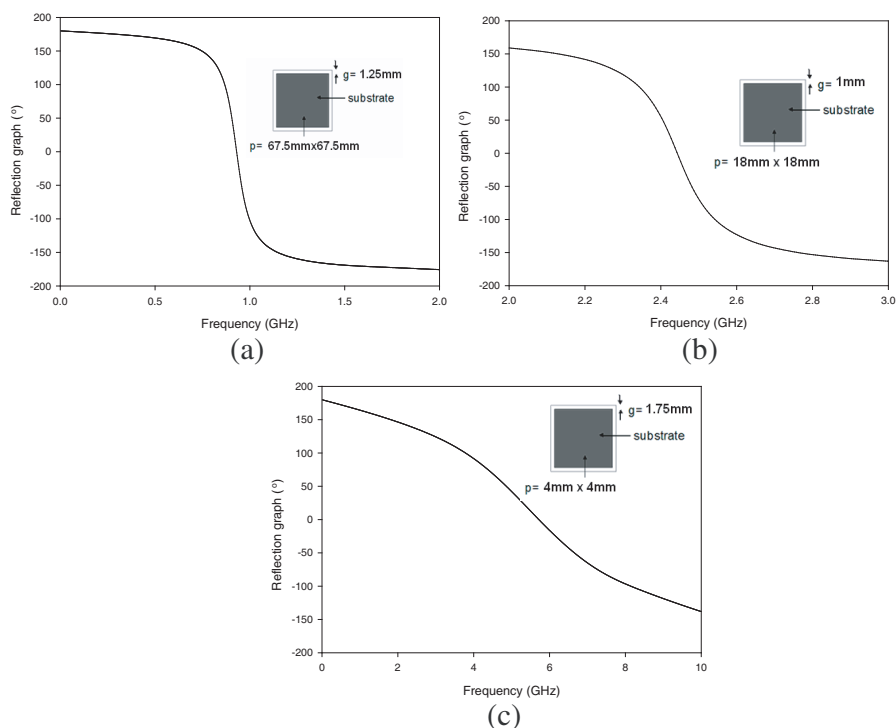 200
150
100
50
0
-50
-100
-150
-200
Reflection graph (°)
0.0 0.5 1.0 1.5 2.0
Frequency (GHz)
g= 1.25mm
substrate
p= 67.5mmx67.5mm
(a)
200
150
100
50
0
-50
-100
-150
-200
Reflection graph (°)
2.0 2.2 2.4 2.6 2.8 3.0
Frequency (GHz)
g= 1mm
substrate
p= 18mm x 18mm
(b)
200
150
100
50
0
-50
-100
-150
-200
Reflection graph (°)
0 2 4 6 8 10
Frequency (GHz)
g= 1.75mm
substrate
p= 4mm x 4mm
(c)